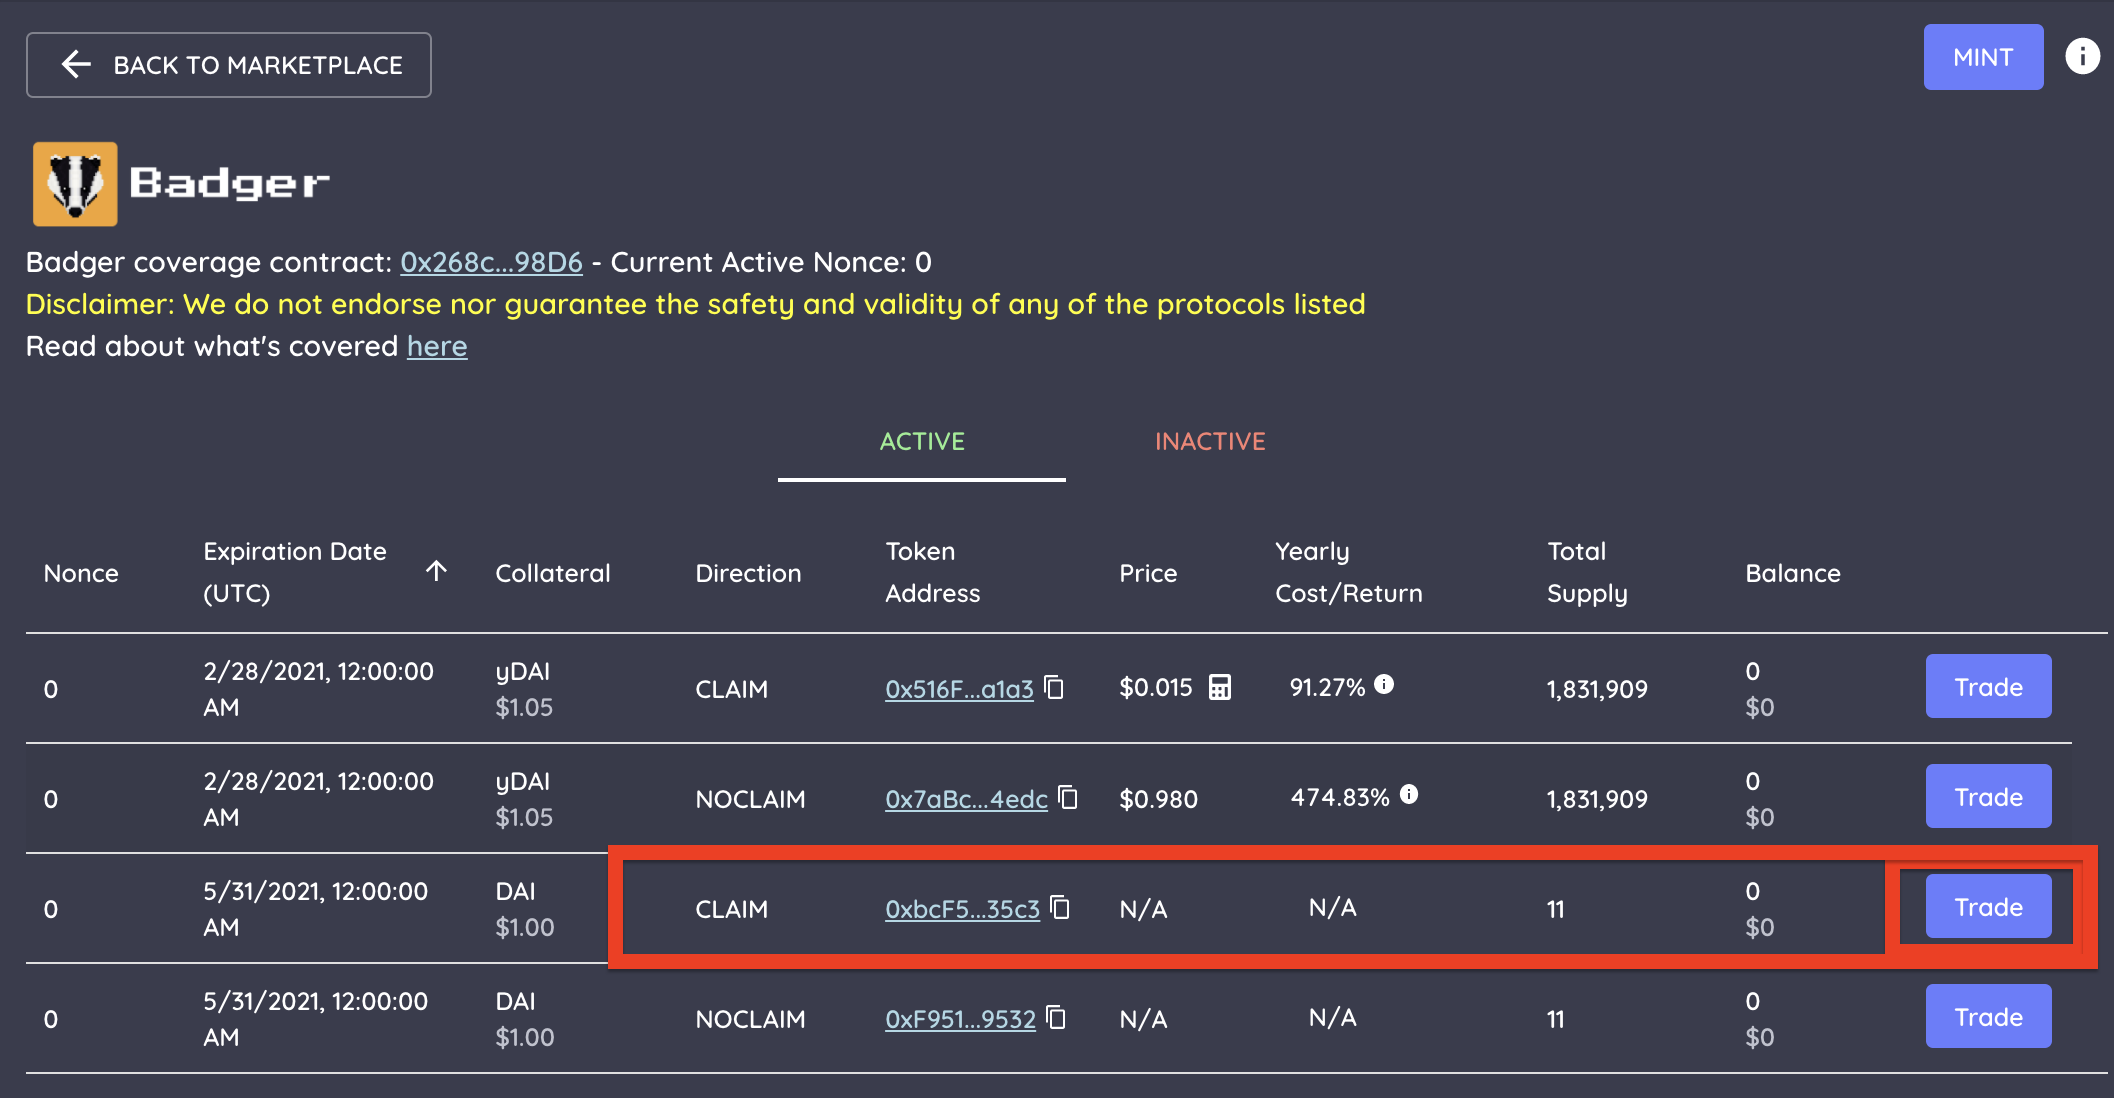 BACK TO MARKETPLACE
MINT
Badger
Badger coverage contract: 0x268c...98D6 - Current Active Nonce: 0
Disclaimer: We do not endorse nor guarantee the safety and validity of any of the protocols listed
Read about what's covered here
ACTIVE INACTIVE
Nonce Expiration Date (UTC) Collateral Direction Token Address Price Yearly Cost/Return Total Supply Balance
0 2/28/2021, 12:00:00 AM yDAI $1.05 CLAIM 0x516F...a1a3 $0.015 91.27% 1,831,909 0 $0 Trade
0 2/28/2021, 12:00:00 AM yDAI $1.05 NOCLAIM 0x7aBc...4edc $0.980 474.83% 1,831,909 0 $0 Trade
0 5/31/2021, 12:00:00 AM DAI $1.00 CLAIM 0xbcF5...35c3 N/A N/A 11 0 $0 Trade
0 5/31/2021, 12:00:00 AM DAI $1.00 NOCLAIM 0xF951...9532 N/A N/A 11 0 $0 Trade